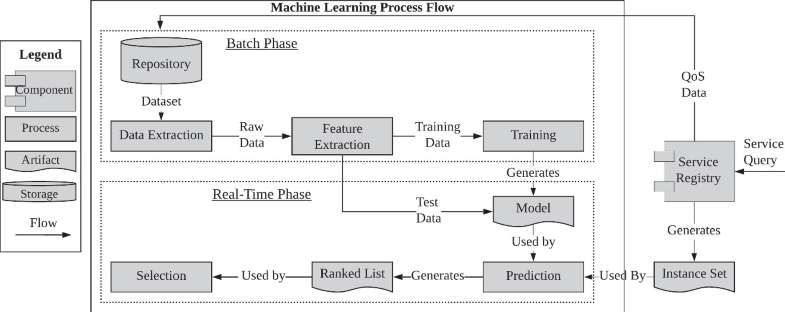 Machine Learning Process Flow
Legend
Component
Process
Artifact
Storage
Flow
Batch Phase
Repository
Dataset
Data Extraction
Raw
Data
Feature
Extraction
Training
Data
Training
Generates
Real-Time Phase
Test
Data
Model
Used by
Selection
Used by
Ranked List
Generates
Prediction
Used By
Instance Set
QoS
Data
Service
Registry
Service
Query
Generates